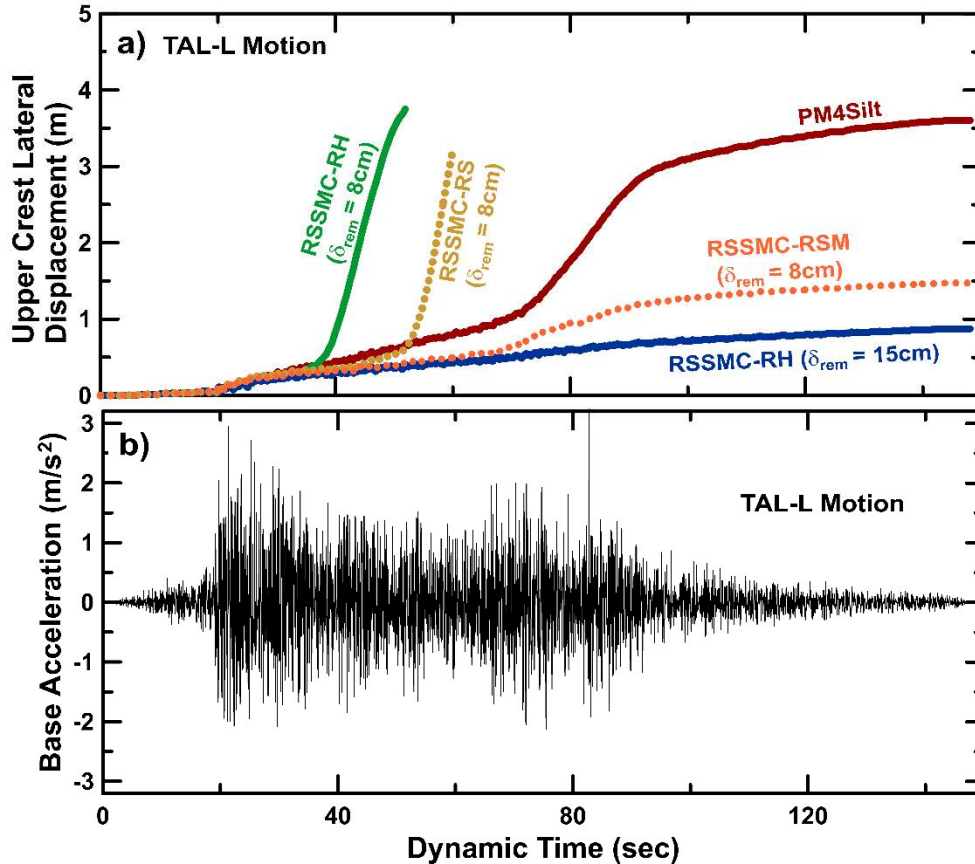 a) TAL-L Motion
Upper Crest Lateral
Displacement (m)
5
4
3
2
1
0
RSSMC-RH
(δrem = 8cm)
RSSMC-RS
(δrem = 8cm)
PM4Silt
RSSMC-RSM
(δrem = 8cm)
RSSMC-RH (δrem = 15cm)
b)
TAL-L Motion
Base Acceleration (m/s²)
3
2
1
0
-1
-2
-3
0 40 80 120
Dynamic Time (sec)